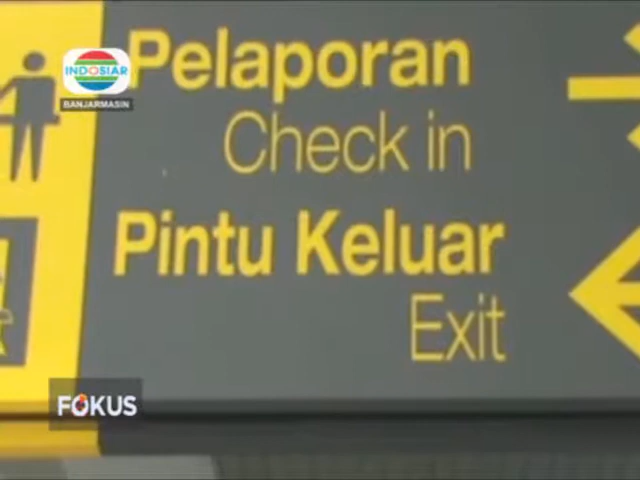 INDOSIAR
BANJARMASIN
Pelaporan
Check in
Pintu Keluar
Exit
FOKUS